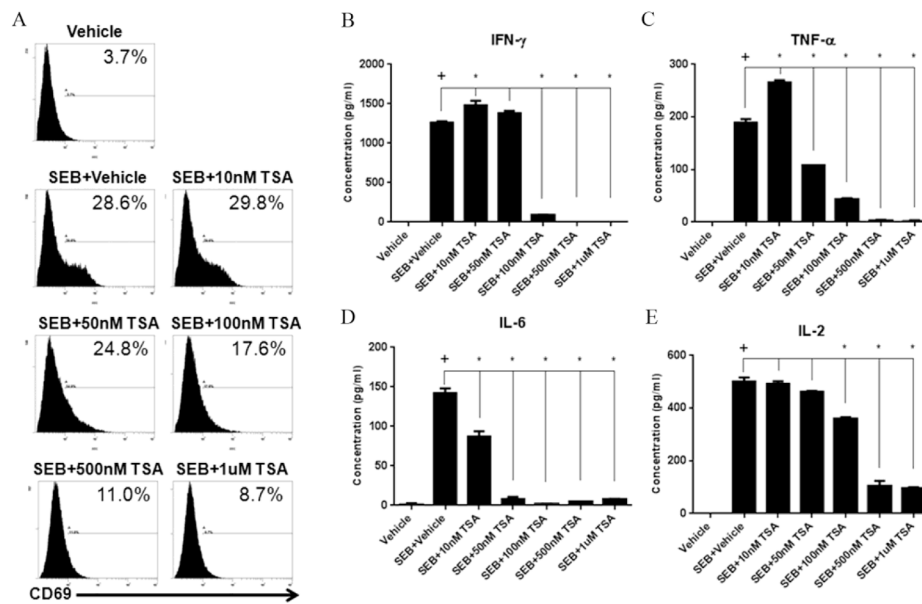 A
Vehicle
3.7%
SEB+Vehicle
28.6%
SEB+10nM TSA
29.8%
SEB+50nM TSA
24.8%
SEB+100nM TSA
17.6%
SEB+500nM TSA
11.0%
SEB+1uM TSA
8.7%
CD69
B
IFN-γ
Concentration (pg/ml)
2000
1500
1000
500
0
+
*
*
*
*
Vehicle
SEB+Vehicle
SEB+10nM TSA
SEB+50nM TSA
SEB+100nM TSA
SEB+500nM TSA
SEB+1uM TSA
C
TNF-α
Concentration (pg/ml)
300
200
100
0
+
*
*
*
*
*
Vehicle
SEB+Vehicle
SEB+10nM TSA
SEB+50nM TSA
SEB+100nM TSA
SEB+500nM TSA
SEB+1uM TSA
D
IL-6
Concentration (pg/ml)
200
150
100
50
0
+
*
*
*
*
*
Vehicle
SEB+Vehicle
SEB+10nM TSA
SEB+50nM TSA
SEB+100nM TSA
SEB+500nM TSA
SEB+1uM TSA
E
IL-2
Concentration (pg/ml)
600
400
200
0
+
*
*
*
Vehicle
SEB+Vehicle
SEB+10nM TSA
SEB+50nM TSA
SEB+100nM TSA
SEB+500nM TSA
SEB+1uM TSA